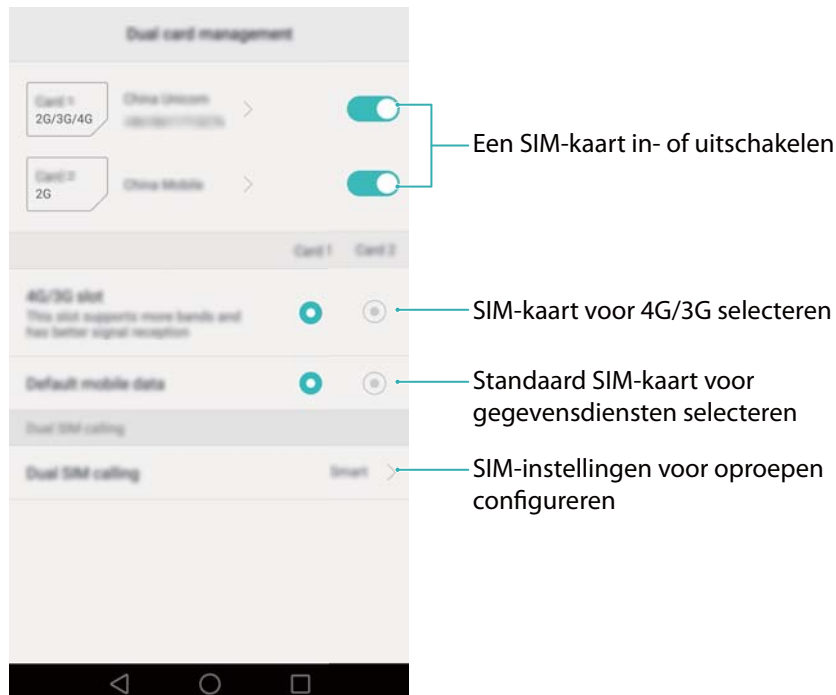 Dual card management
Card 1
2G/3G/4G
China Unicom
Een SIM-kaart in- of uitschakelen
Card 2
2G
China Mobile
Card 1 Card 2
4G/3G slot
This slot supports more bands and
has better signal reception
SIM-kaart voor 4G/3G selecteren
Default mobile data
Standaard SIM-kaart voor
gegevensdiensten selecteren
Dual SIM calling
Dual SIM calling
Smart
SIM-instellingen voor oproepen
configureren